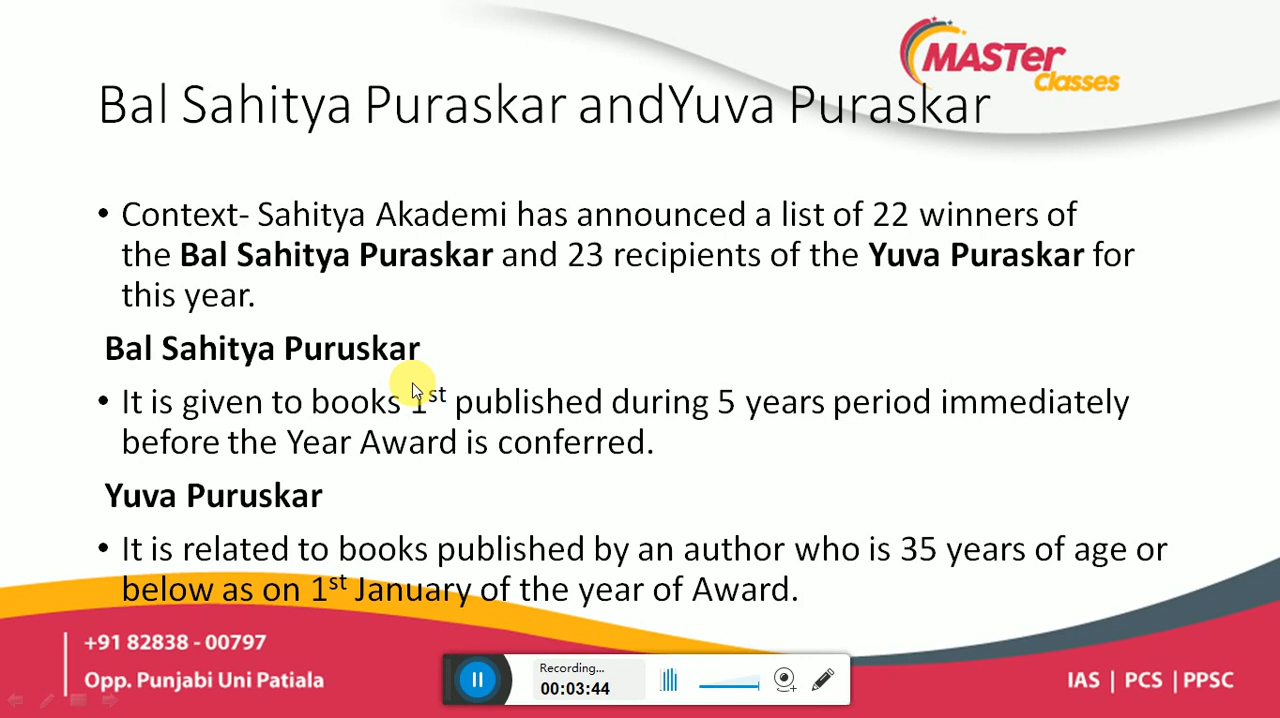 MASTer
Classes
Bal Sahitya Puraskar andYuva Puraskar
• Context- Sahitya Akademi has announced a list of 22 winners of
the Bal Sahitya Puraskar and 23 recipients of the Yuva Puraskar for
this year.
Bal Sahitya Puruskar
• It is given to books 1st published during 5 years period immediately
before the Year Award is conferred.
Yuva Puruskar
• It is related to books published by an author who is 35 years of age or
below as on 1st January of the year of Award.
+91 82838 - 00797
Opp. Punjabi Uni Patiala
Recording...
00:03:44
IAS | PCS | PPSC